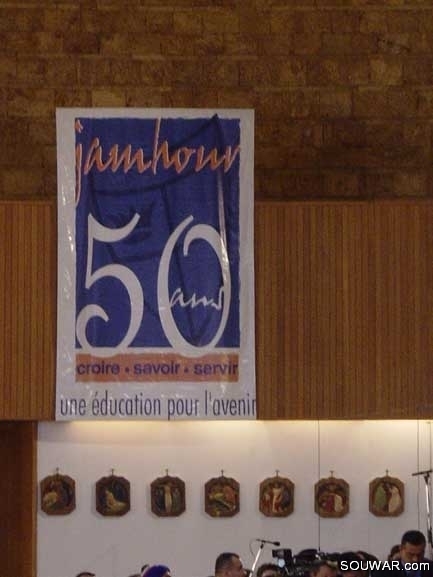 jamhour
50
ans
croire • savoir • servir
une éducation pour l'avenir
SOUWAR.com